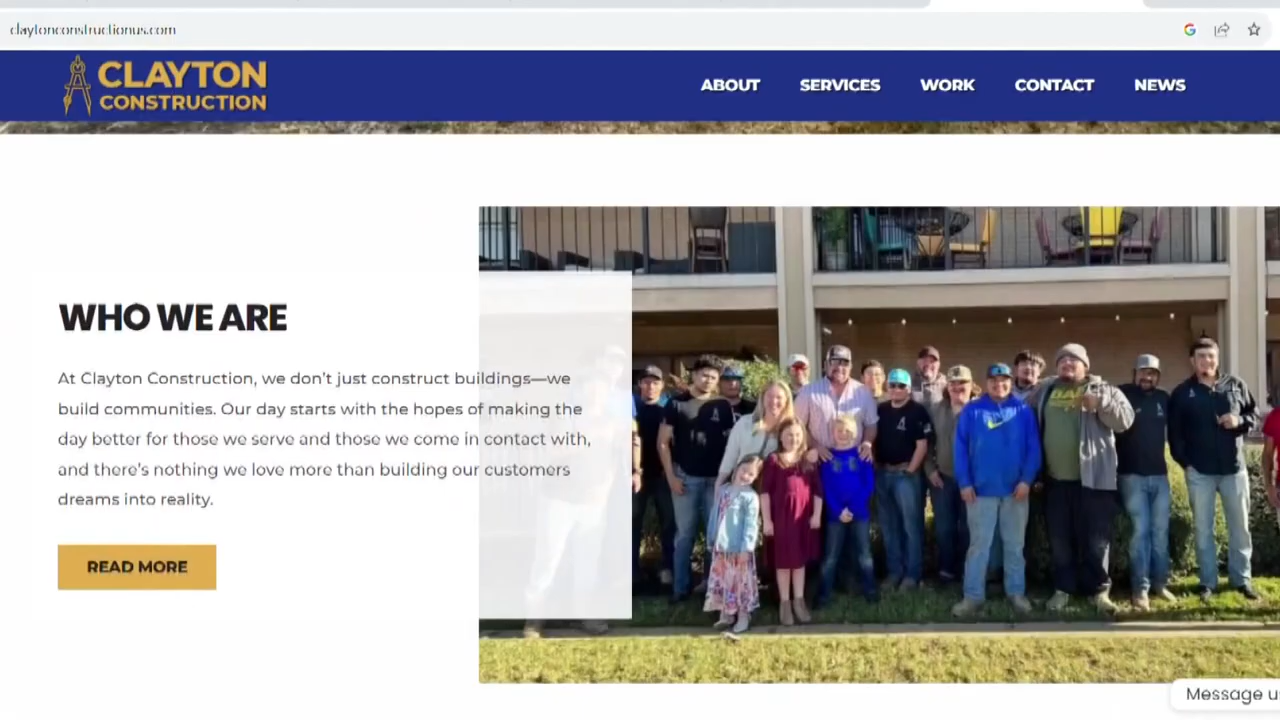 claytonconstructionus.com
CLAYTON
CONSTRUCTION
ABOUT SERVICES WORK CONTACT NEWS
WHO WE ARE
At Clayton Construction, we don't just construct buildings—we
build communities. Our day starts with the hopes of making the
day better for those we serve and those we come in contact with,
and there's nothing we love more than building our customers
dreams into reality.
READ MORE
Message